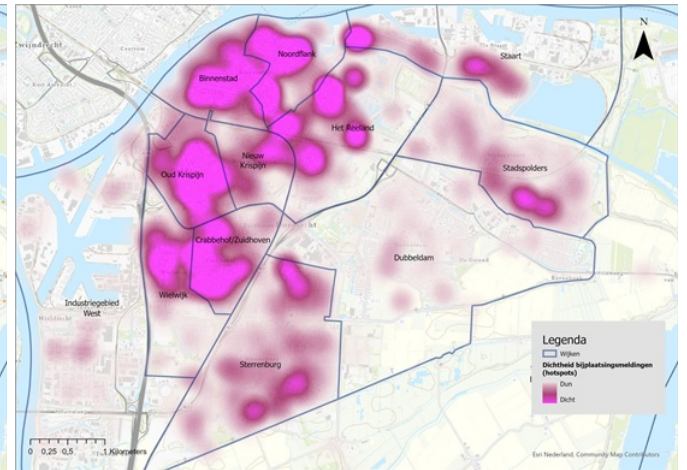 Zwijndrecht
N
Noordflank
Staart
Binnenstad
Het Reeland
Nieuw
Krispijn
Oud Krispijn
Stadspolders
Crabbehof/Zuidhoven
Dubbeldam
Wielwijk
Industriegebied
West
Sterrenburg
Legenda
Wijken
Dichtheid bijplaatsingsmeldingen
(hotspots)
Dun
Dicht
0 0,25 0,5 1 Kilometers
Esri Nederland, Community Map Contributors